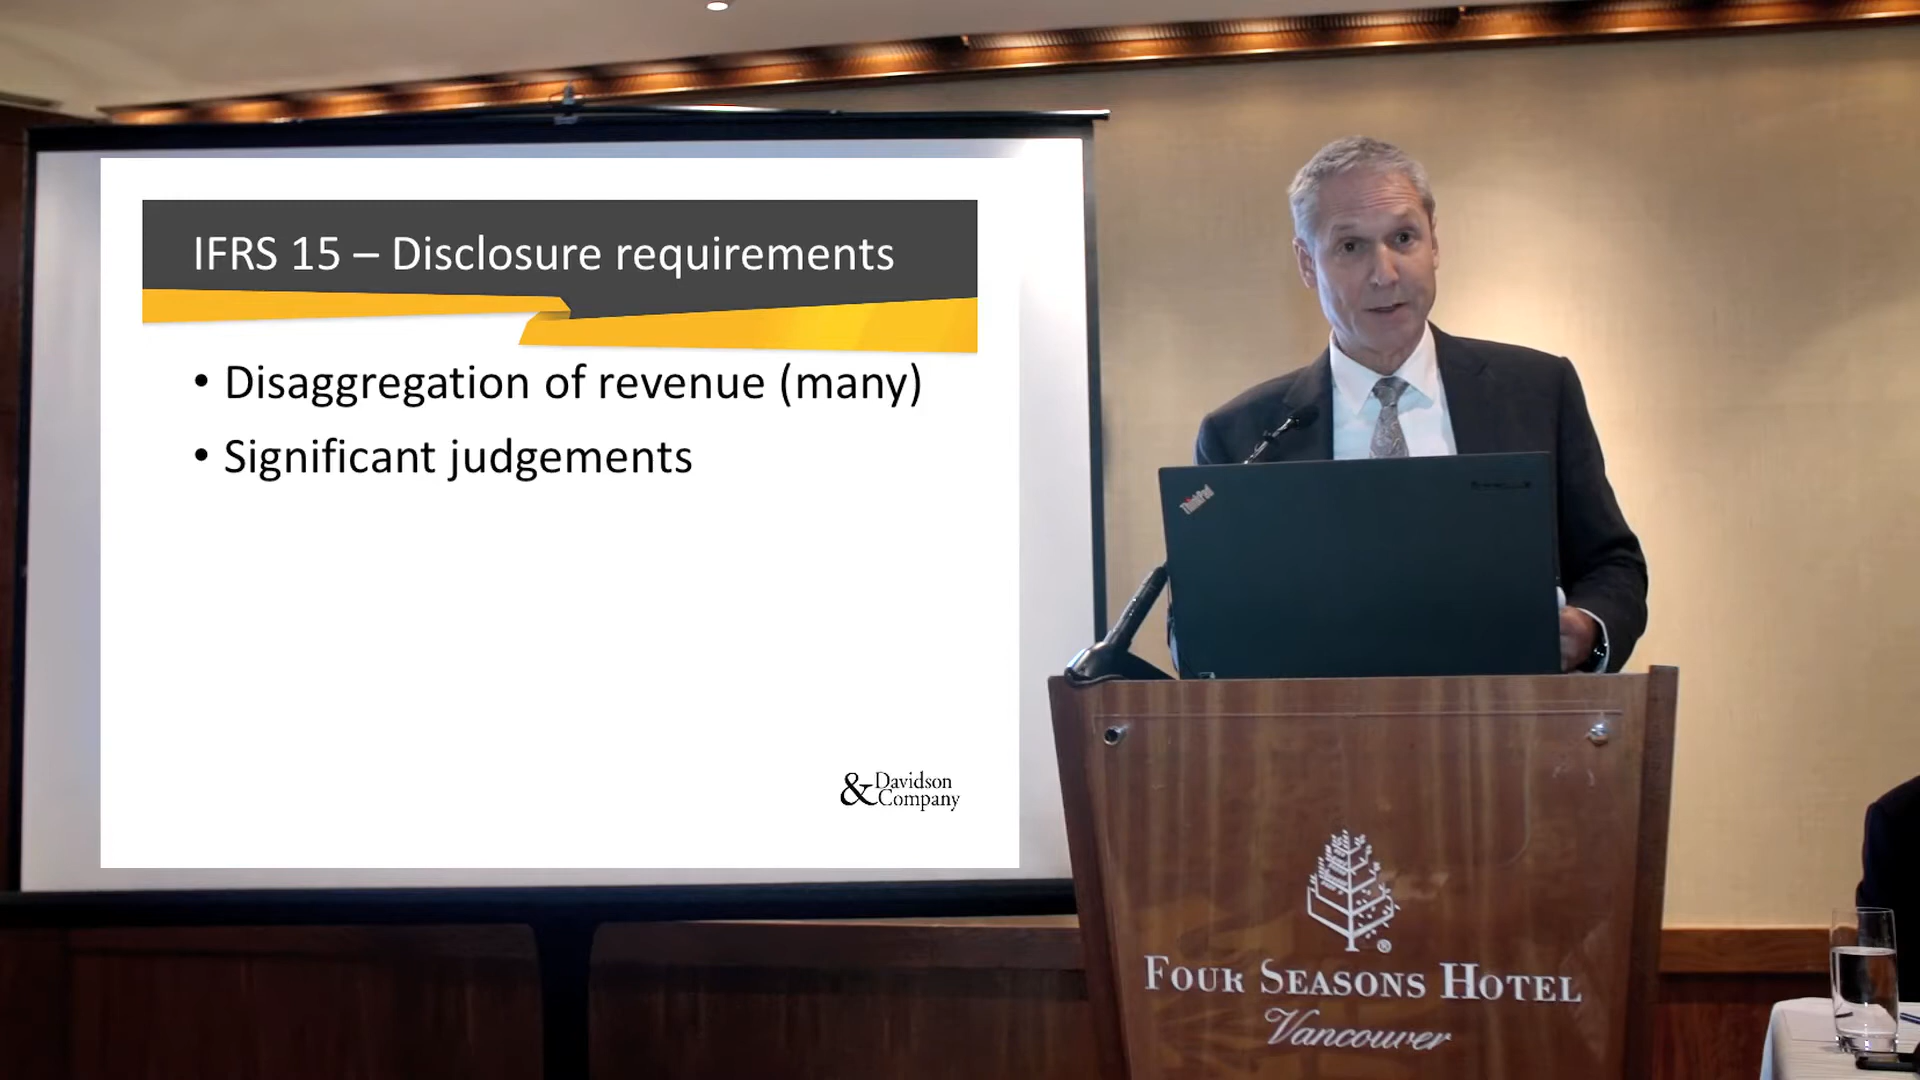 IFRS 15 – Disclosure requirements
• Disaggregation of revenue (many)
• Significant judgements
& Davidson
Company
ThinkPad
®
FOUR SEASONS HOTEL
Vancouver